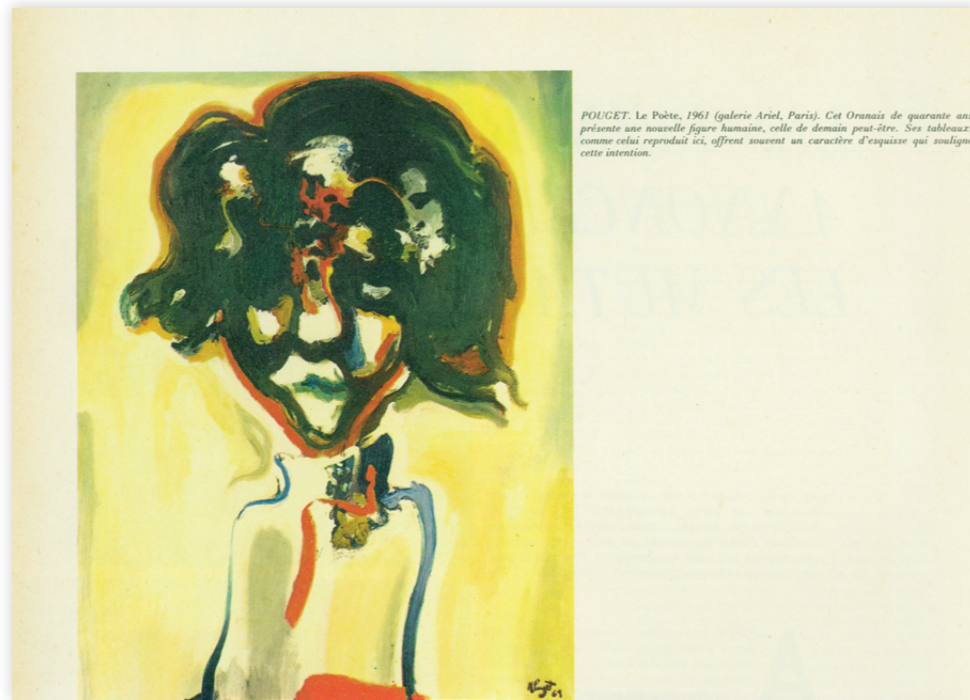 POUGET. Le Poète, 1961 (galerie Ariel, Paris). Cet Oranais de quarante ans
présente une nouvelle figure humaine, celle de demain peut-être. Ses tableaux,
comme celui reproduit ici, offrent souvent un caractère d'esquisse qui souligne
cette intention.